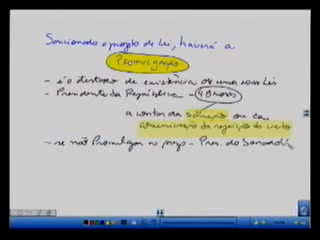 Sancionado o projeto de Lei, haverá a
PROMULGAÇÃO
- é o atestado de existência de uma nova Lei
- Presidente da República - 48 horas
a contar da sanção ou da
comunicação da rejeição do veto
- se não Promulgar no prazo - Pres. do Senado